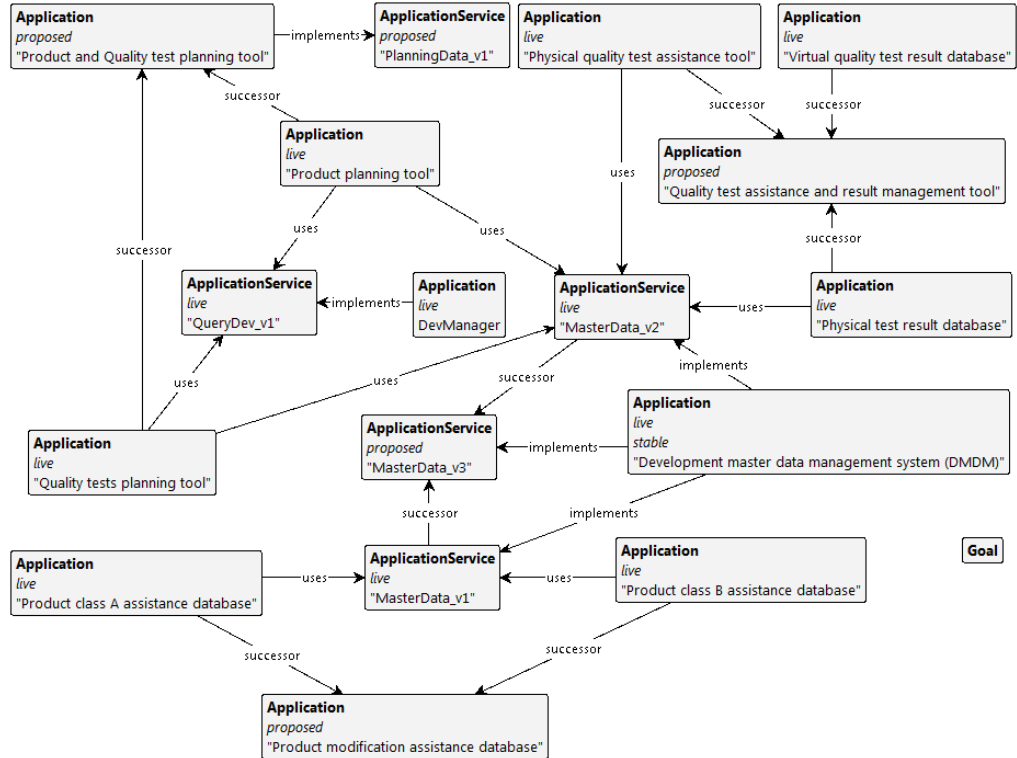 Application
proposed
"Product and Quality test planning tool"
implements
ApplicationService
proposed
"PlanningData_v1"
Application
live
"Physical quality test assistance tool"
Application
live
"Virtual quality test result database"
successor
successor
successor
Application
live
"Product planning tool"
Application
proposed
"Quality test assistance and result management tool"
uses
uses
uses
successor
successor
ApplicationService
live
"QueryDev_v1"
implements
Application
live
DevManager
ApplicationService
live
"MasterData_v2"
uses
Application
live
"Physical test result database"
uses
uses
successor
implements
Application
live
"Quality tests planning tool"
ApplicationService
proposed
"MasterData_v3"
implements
Application
live
stable
"Development master data management system (DMDM)"
successor
implements
Application
live
"Product class A assistance database"
uses
ApplicationService
live
"MasterData_v1"
uses
Application
live
"Product class B assistance database"
Goal
successor
successor
Application
proposed
"Product modification assistance database"